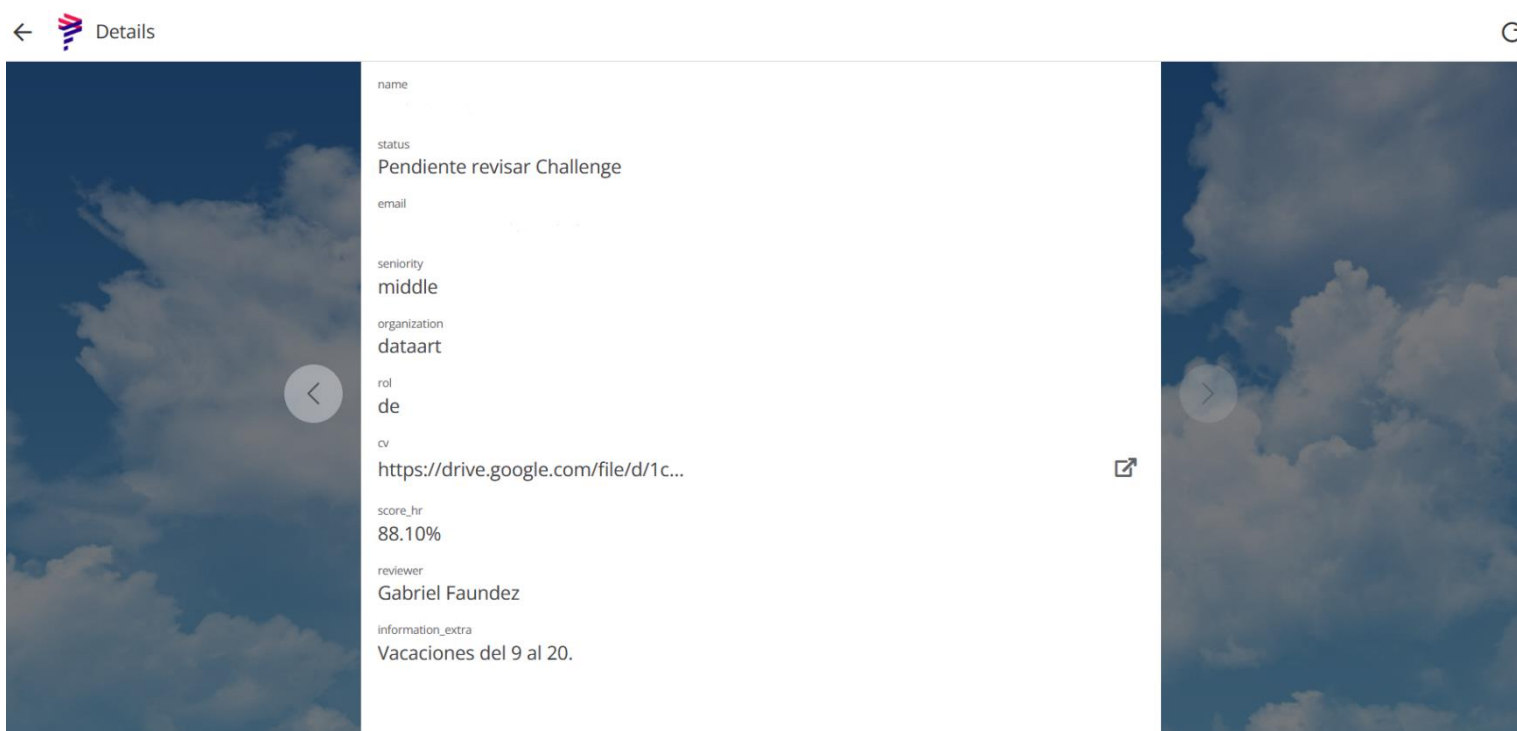 Details
name
status
Pendiente revisar Challenge
email
seniority
middle
organization
dataart
rol
de
cv
https://drive.google.com/file/d/1c...
score_hr
88.10%
reviewer
Gabriel Faundez
information_extra
Vacaciones del 9 al 20.